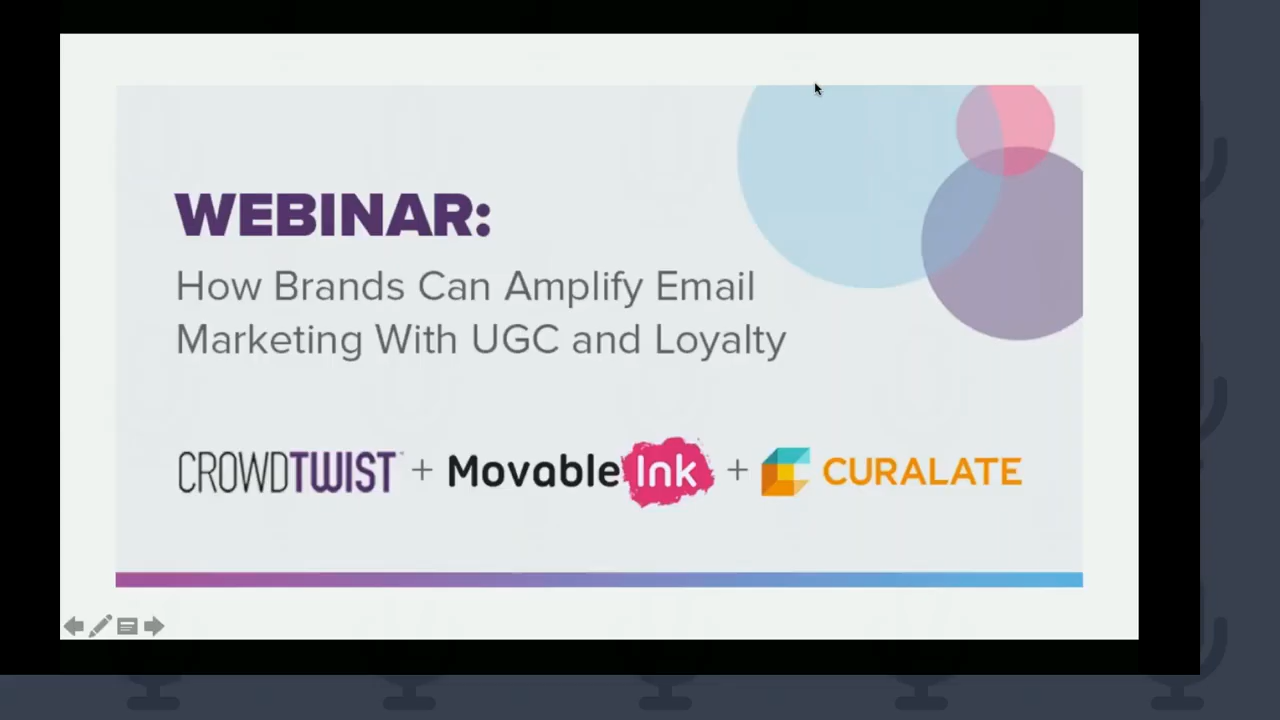 WEBINAR:
How Brands Can Amplify Email
Marketing With UGC and Loyalty
CROWDTWIST + Movable Ink + CURALATE